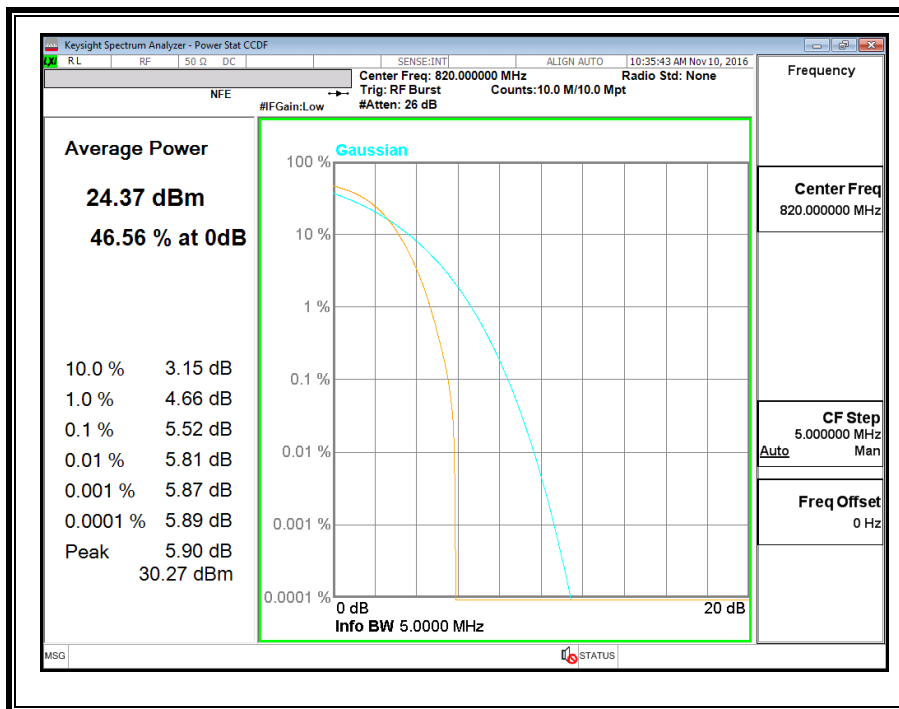 Keysight Spectrum Analyzer - Power Stat CCDF
LXI RL RF 50 Ω DC SENSE:INT ALIGN AUTO 10:35:43 AM Nov 10, 2016
Center Freq: 820.000000 MHz Radio Std: None
NFE Trig: RF Burst Counts:10.0 M/10.0 Mpt
#IFGain:Low #Atten: 26 dB
Average Power
24.37 dBm
46.56 % at 0dB
10.0 % 3.15 dB
1.0 % 4.66 dB
0.1 % 5.52 dB
0.01 % 5.81 dB
0.001 % 5.87 dB
0.0001 % 5.89 dB
Peak 5.90 dB
30.27 dBm
Gaussian
100 %
10 %
1 %
0.1 %
0.01 %
0.001 %
0.0001 %
0 dB 20 dB
Info BW 5.0000 MHz
Frequency
Center Freq
820.000000 MHz
CF Step
5.000000 MHz
Auto Man
Freq Offset
0 Hz
MSG STATUS